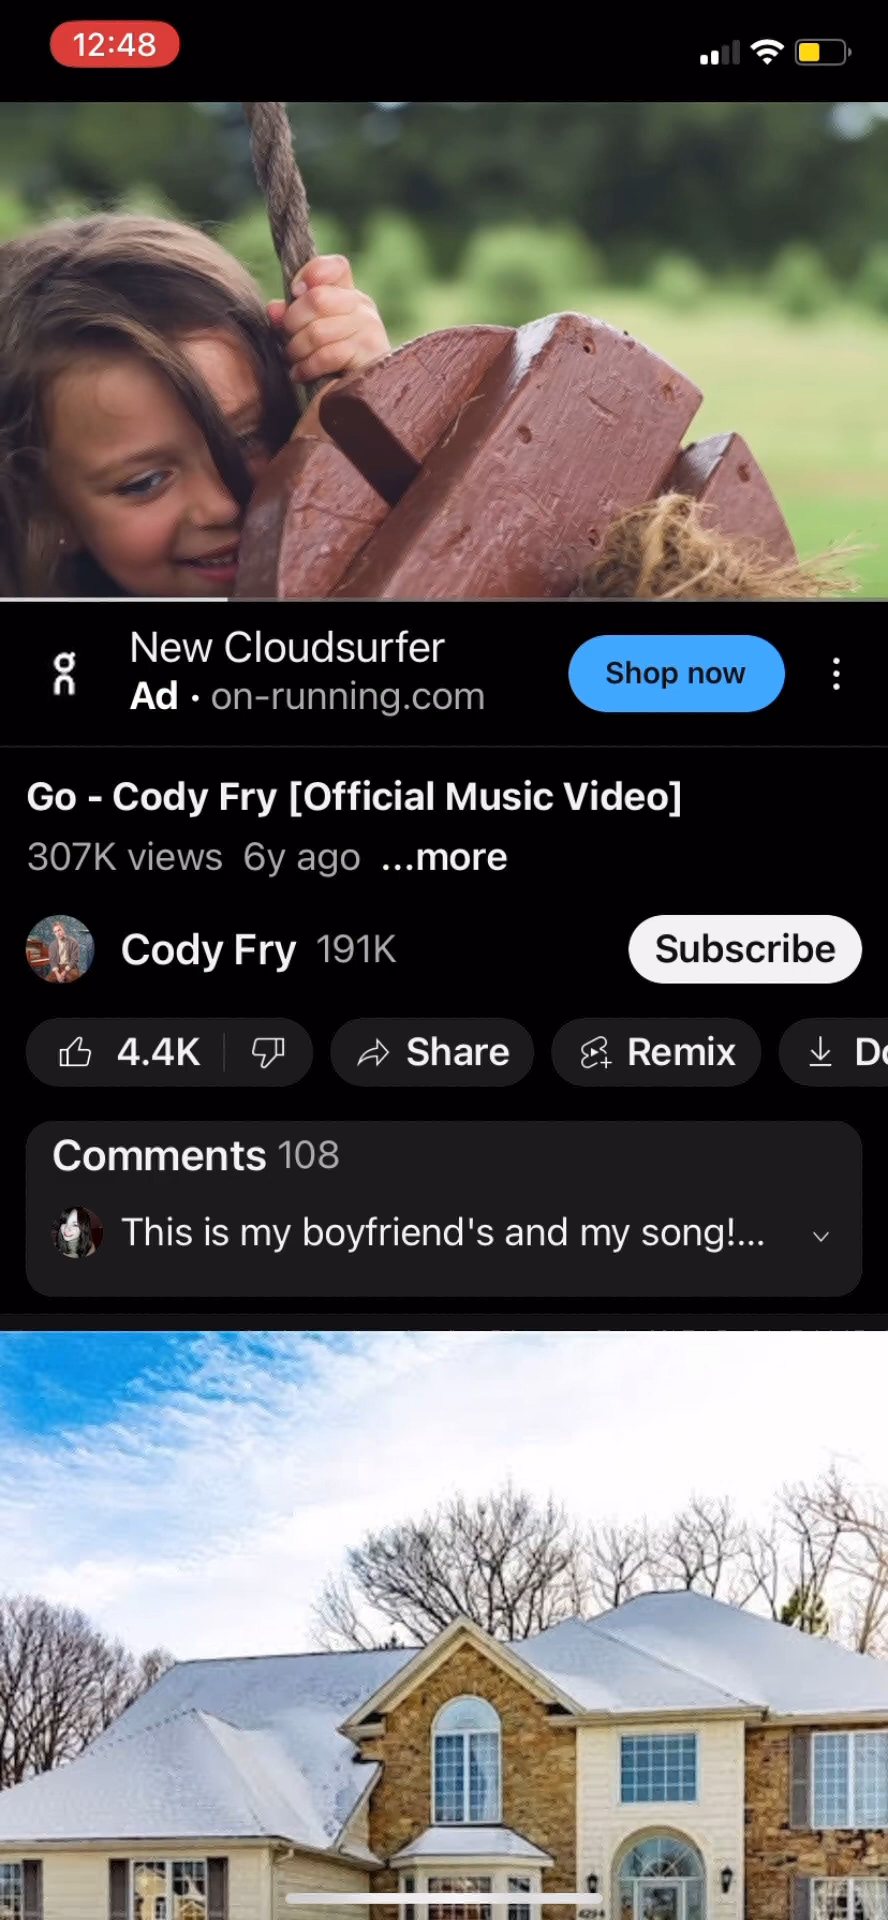 12:48
New Cloudsurfer
Ad · on-running.com
Shop now
Go - Cody Fry [Official Music Video]
307K views 6y ago ...more
Cody Fry 191K
Subscribe
4.4K
Share
Remix
Do
Comments 108
This is my boyfriend's and my song!...